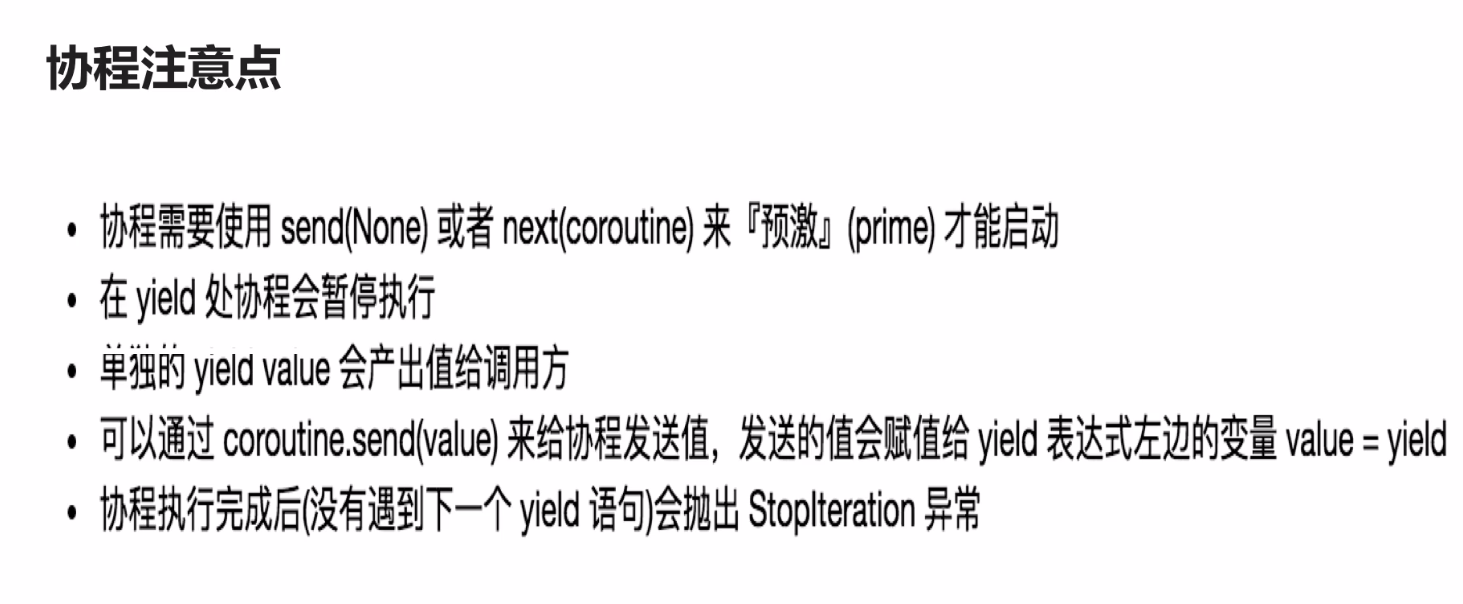 协程注意点
• 协程需要使用 send(None) 或者 next(coroutine) 来『预激』(prime) 才能启动
• 在 yield 处协程会暂停执行
• 单独的 yield value 会产出值给调用方
• 可以通过 coroutine.send(value) 来给协程发送值，发送的值会赋值给 yield 表达式左边的变量 value = yield
• 协程执行完成后(没有遇到下一个 yield 语句)会抛出 StopIteration 异常